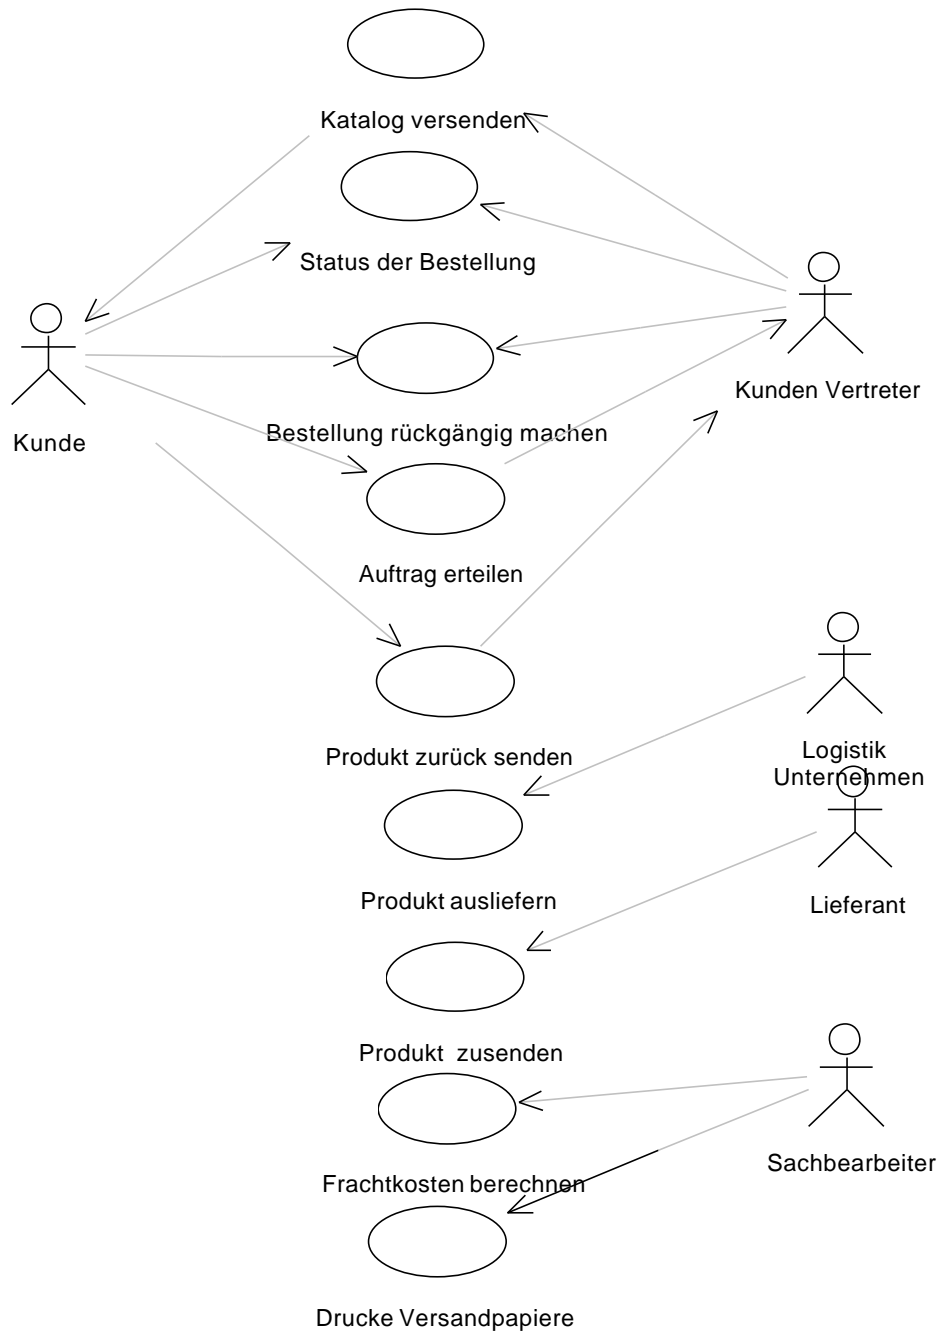 Katalog versenden
Status der Bestellung
Kunden Vertreter
Kunde
Bestellung rückgängig machen
Auftrag erteilen
Produkt zurück senden
Logistik
Unternehmen
Produkt ausliefern
Lieferant
Produkt zusenden
Sachbearbeiter
Frachtkosten berechnen
Drucke Versandpapiere